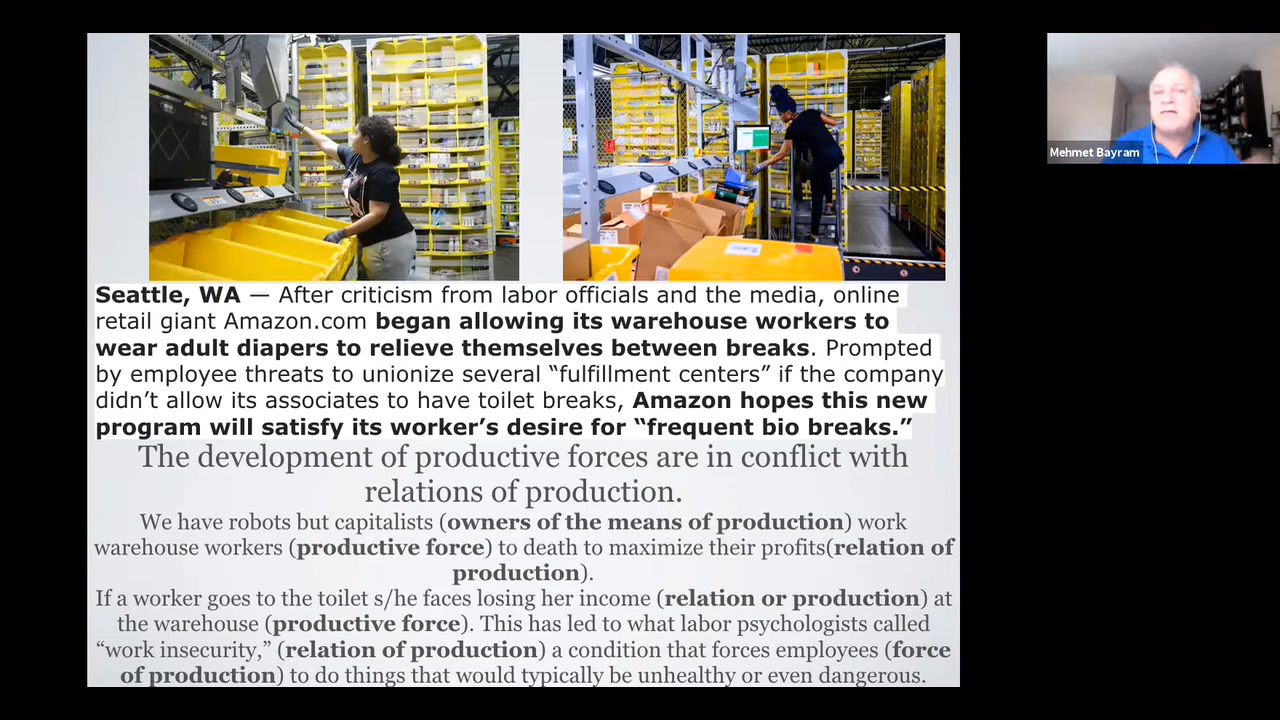 Mehmet Bayram
Seattle, WA — After criticism from labor officials and the media, online
retail giant Amazon.com began allowing its warehouse workers to
wear adult diapers to relieve themselves between breaks. Prompted
by employee threats to unionize several “fulfillment centers” if the company
didn’t allow its associates to have toilet breaks, Amazon hopes this new
program will satisfy its worker’s desire for “frequent bio breaks.”
The development of productive forces are in conflict with
relations of production.
We have robots but capitalists (owners of the means of production) work
warehouse workers (productive force) to death to maximize their profits(relation of
production).
If a worker goes to the toilet s/he faces losing her income (relation or production) at
the warehouse (productive force). This has led to what labor psychologists called
“work insecurity,” (relation of production) a condition that forces employees (force
of production) to do things that would typically be unhealthy or even dangerous.